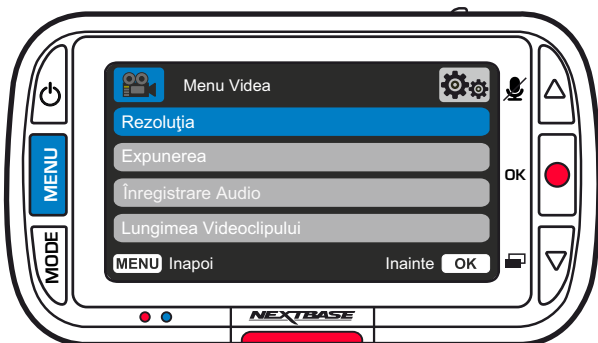 Menu Videa
Rezoluţia
Expunerea
Înregistrare Audio
Lungimea Videoclipului
MENU Inapoi
Inainte OK
MENU
MODE
OK
NEXTBASE